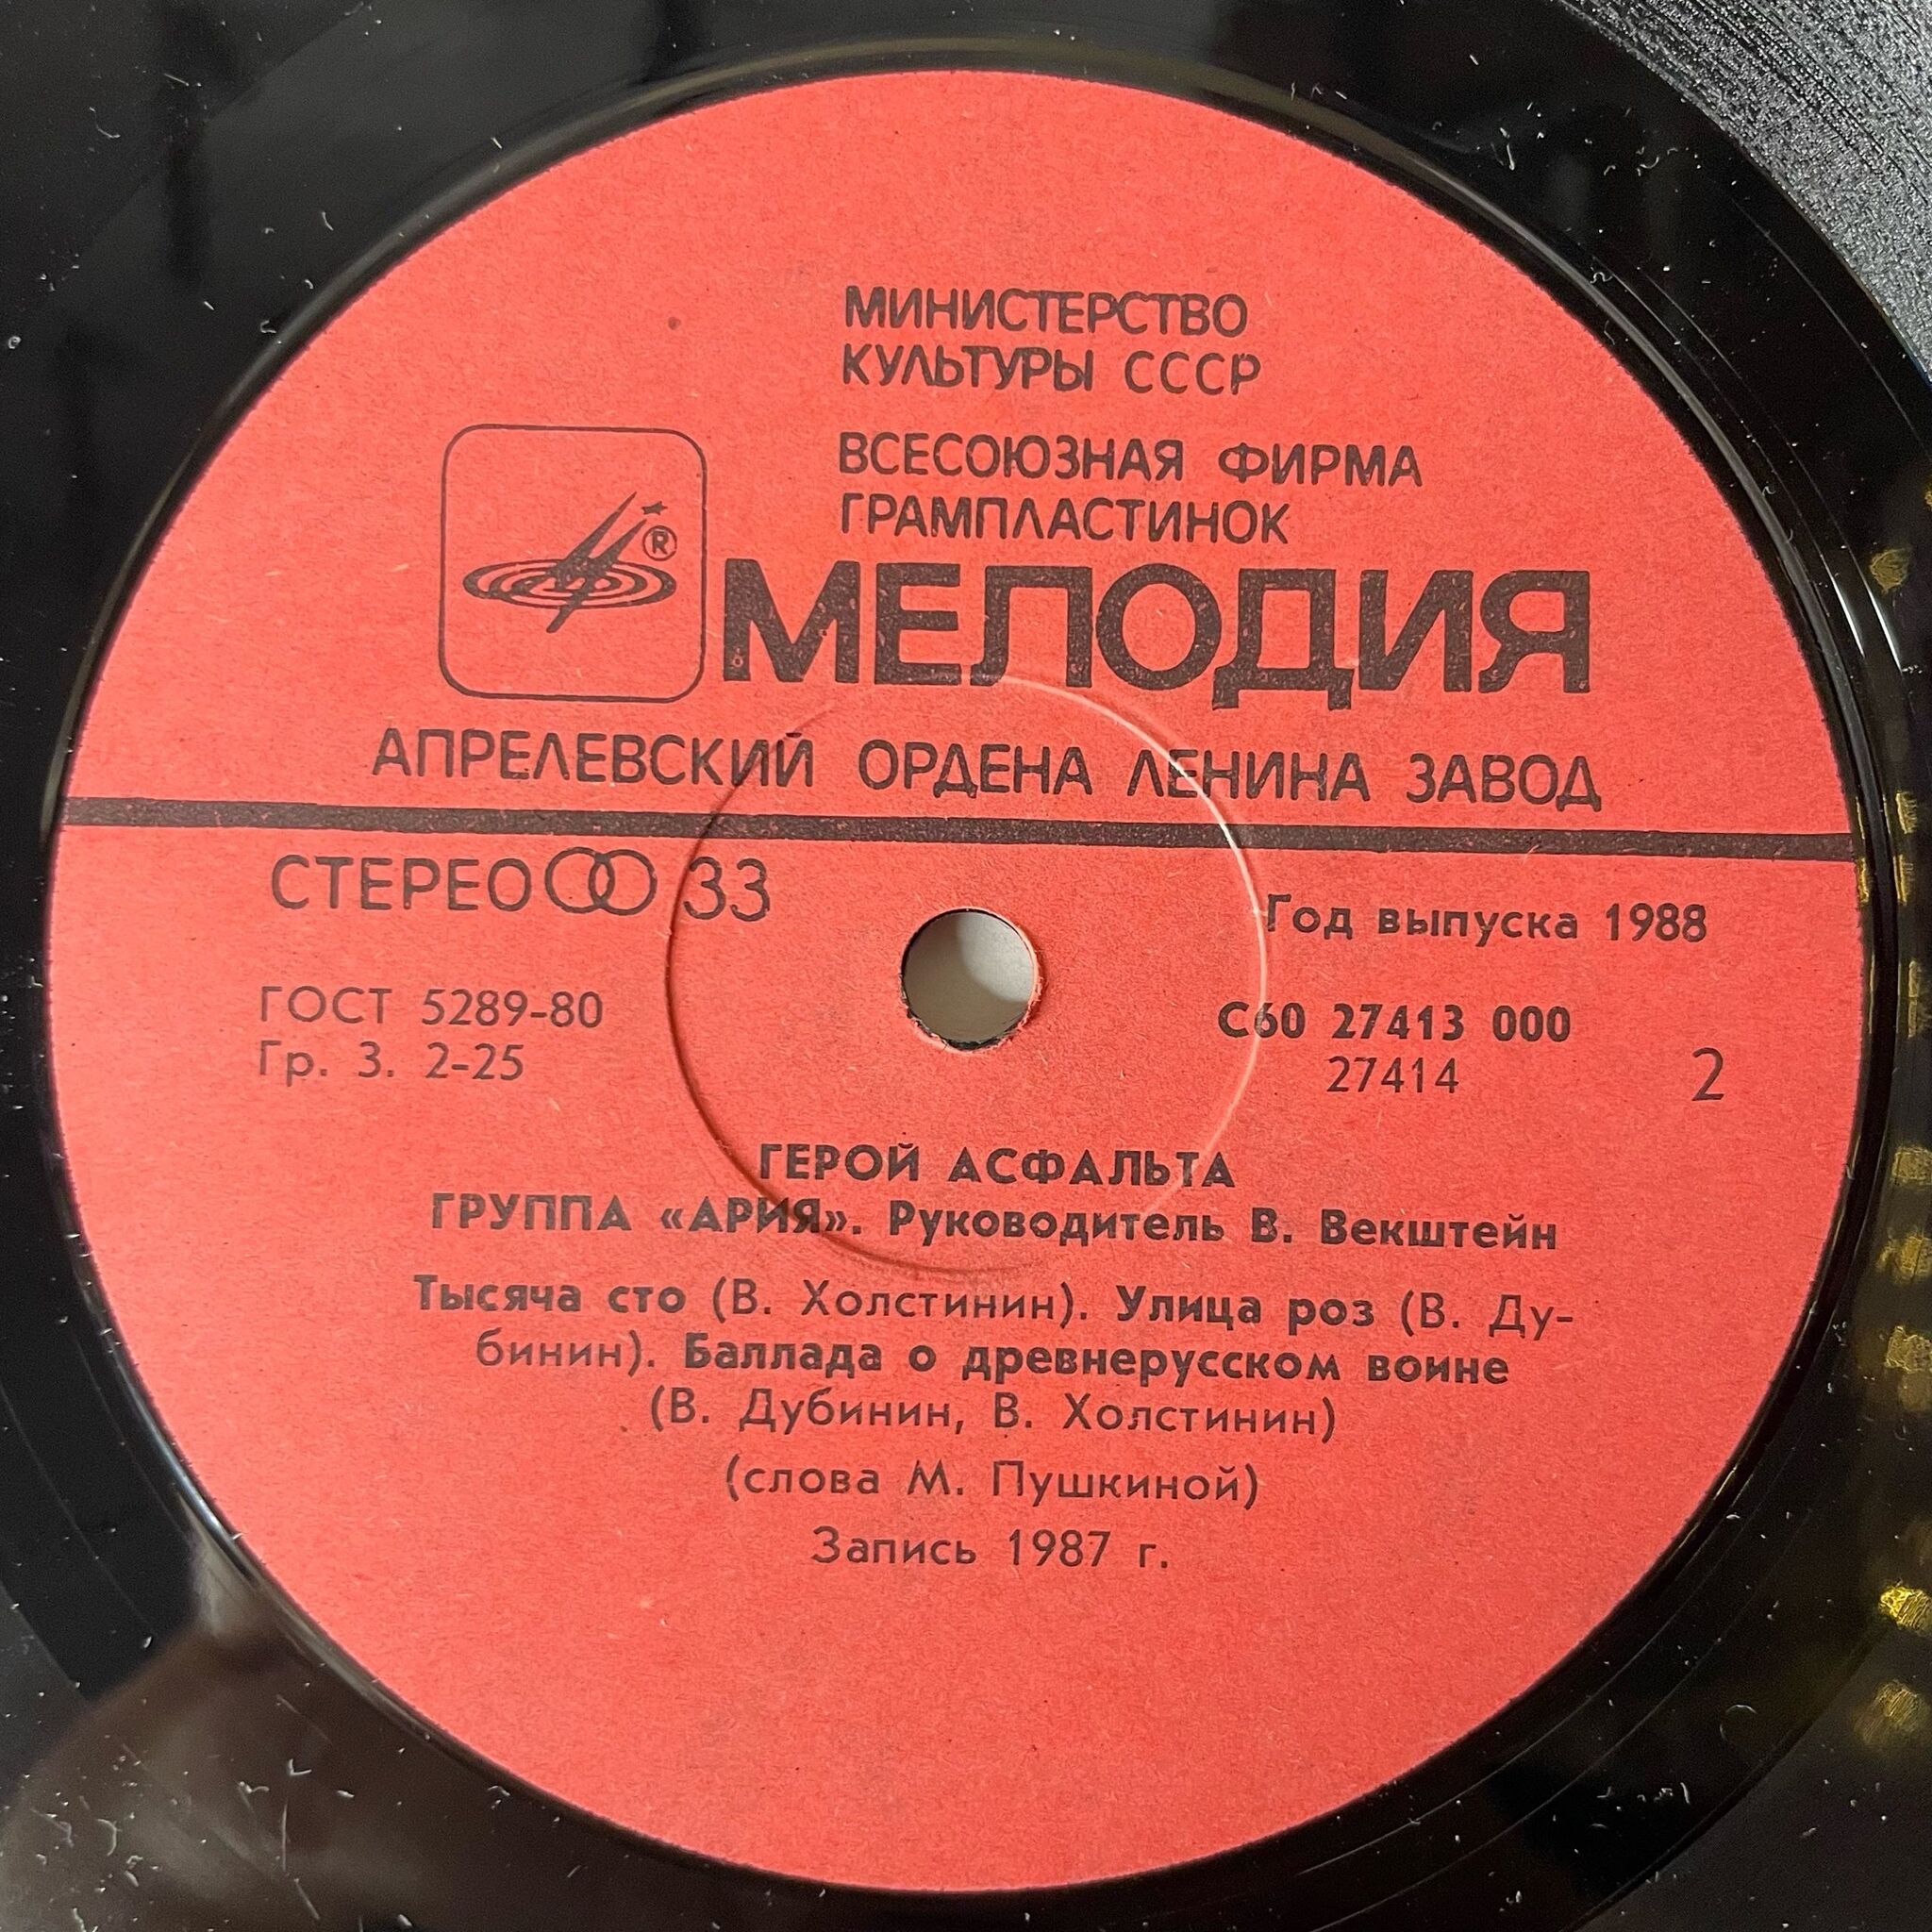 МИНИСТЕРСТВО
КУЛЬТУРЫ СССР
ВСЕСОЮЗНАЯ ФИРМА
ГРАМПЛАСТИНОК
®
МЕЛОДИЯ
АПРЕЛЕВСКИЙ ОРДЕНА ЛЕНИНА ЗАВОД
СТЕРЕО 33
Год выпуска 1988
ГОСТ 5289-80
Гр. 3. 2-25
С60 27413 000
27414
2
ГЕРОЙ АСФАЛЬТА
ГРУППА «АРИЯ». Руководитель В. Векштейн
Тысяча сто (В. Холстинин). Улица роз (В. Ду-
бинин). Баллада о древнерусском воине
(В. Дубинин, В. Холстинин)
(слова М. Пушкиной)
Запись 1987 г.